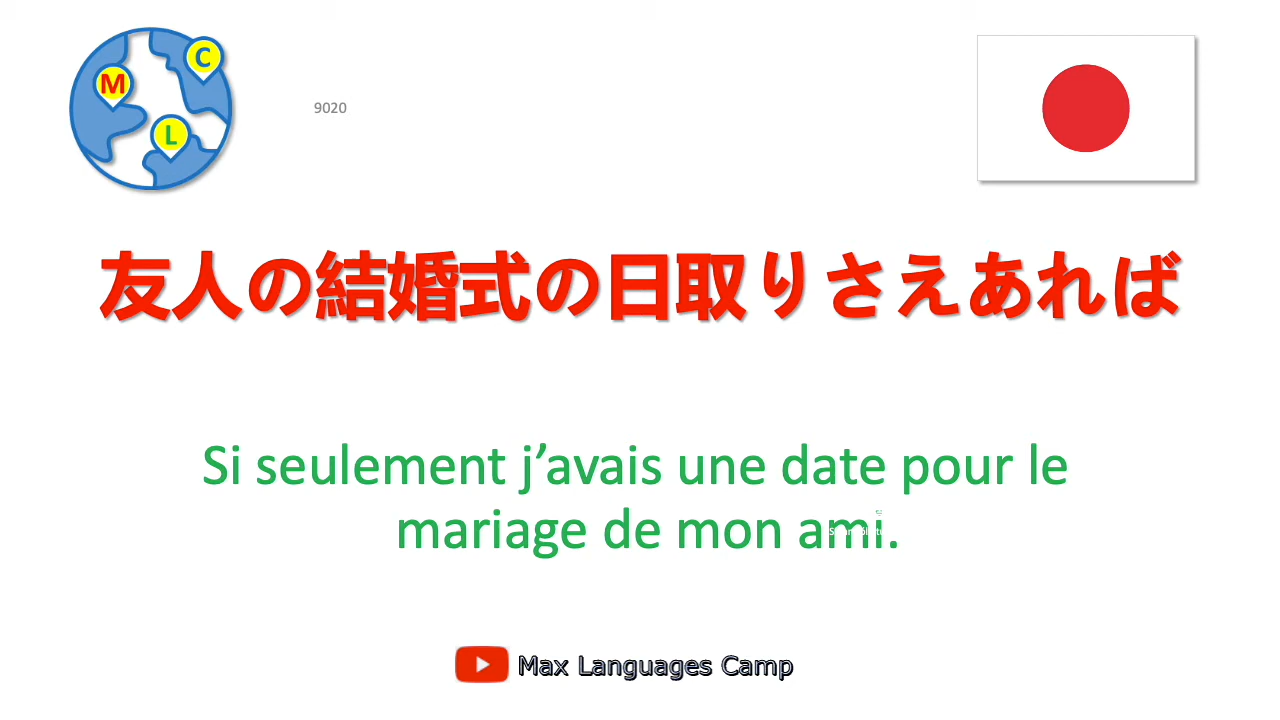 M
C
L
9020
友人の結婚式の日取りさえあれば
Si seulement j’avais une date pour le
mariage de mon ami.
Max Languages Camp